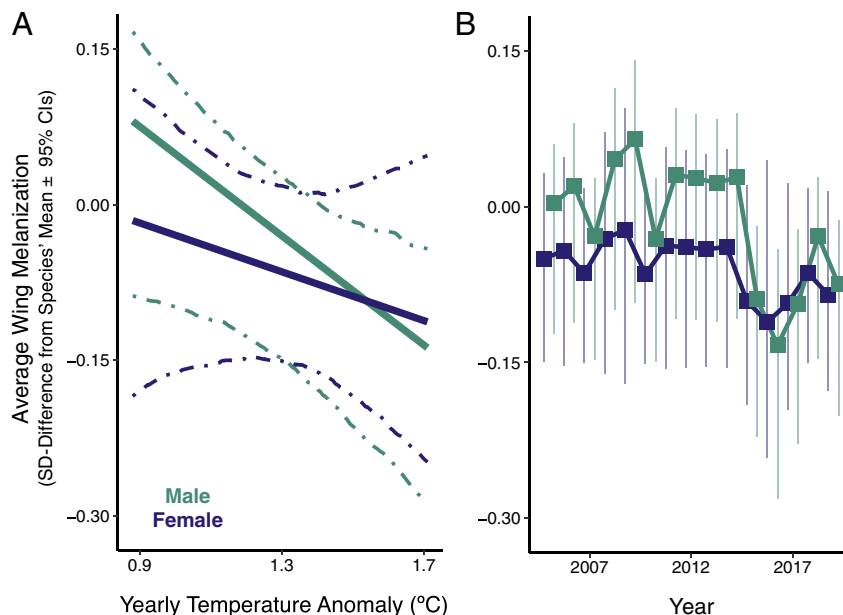 A
Average Wing Melanization
(SD-Difference from Species' Mean ± 95% CIs)
0.15
0.00
−0.15
−0.30
Male
Female
0.9
1.3
1.7
Yearly Temperature Anomaly (ºC)
B
0.15
0.00
−0.15
−0.30
2007
2012
2017
Year